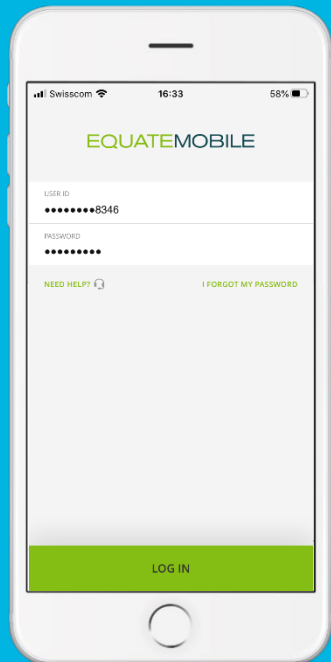 Swisscom 16:33 58%
EQUATEMOBILE
USER ID
••••••••8346
PASSWORD
•••••••••
NEED HELP? I FORGOT MY PASSWORD
LOG IN